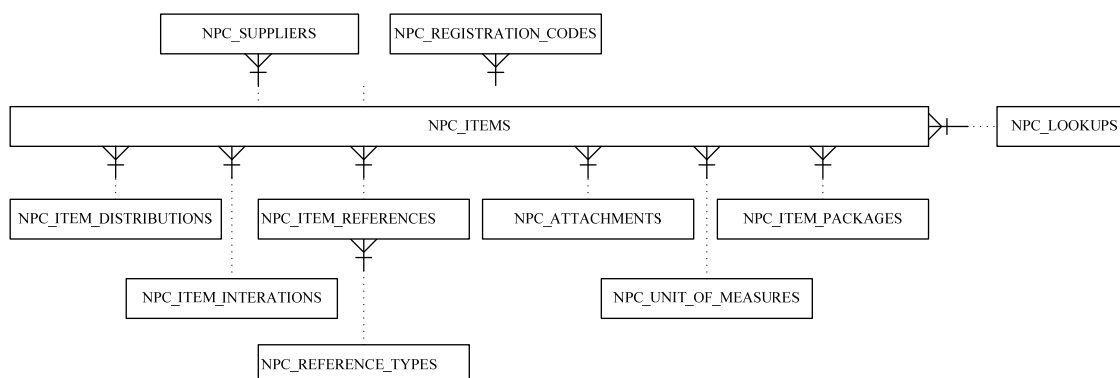 NPC_SUPPLIERS
NPC_REGISTRATION_CODES
NPC_ITEMS
NPC_LOOKUPS
NPC_ITEM_DISTRIBUTIONS
NPC_ITEM_REFERENCES
NPC_ATTACHMENTS
NPC_ITEM_PACKAGES
NPC_ITEM_INTERATIONS
NPC_UNIT_OF_MEASURES
NPC_REFERENCE_TYPES